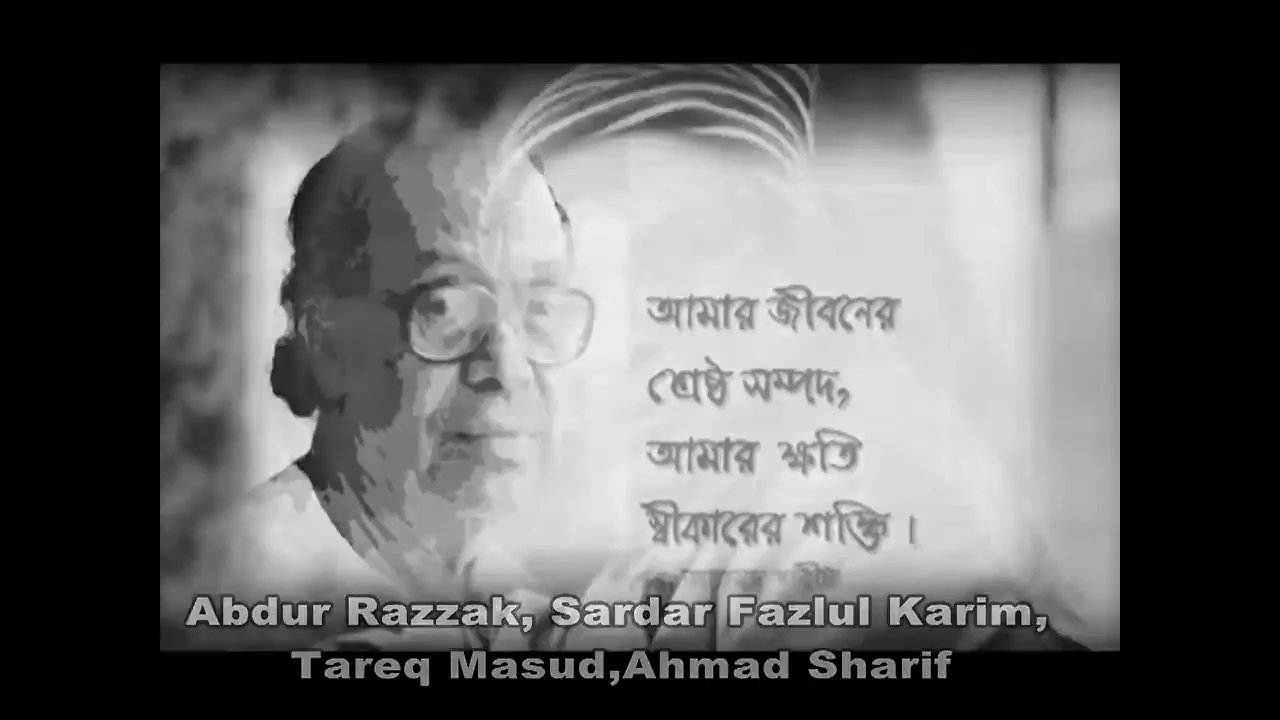 আমার জীবনের
শ্রেষ্ঠ সম্পদ,
আমার ক্ষতি
স্বীকারের শক্তি।
Abdur Razzak, Sardar Fazlul Karim,
Tareq Masud,Ahmad Sharif